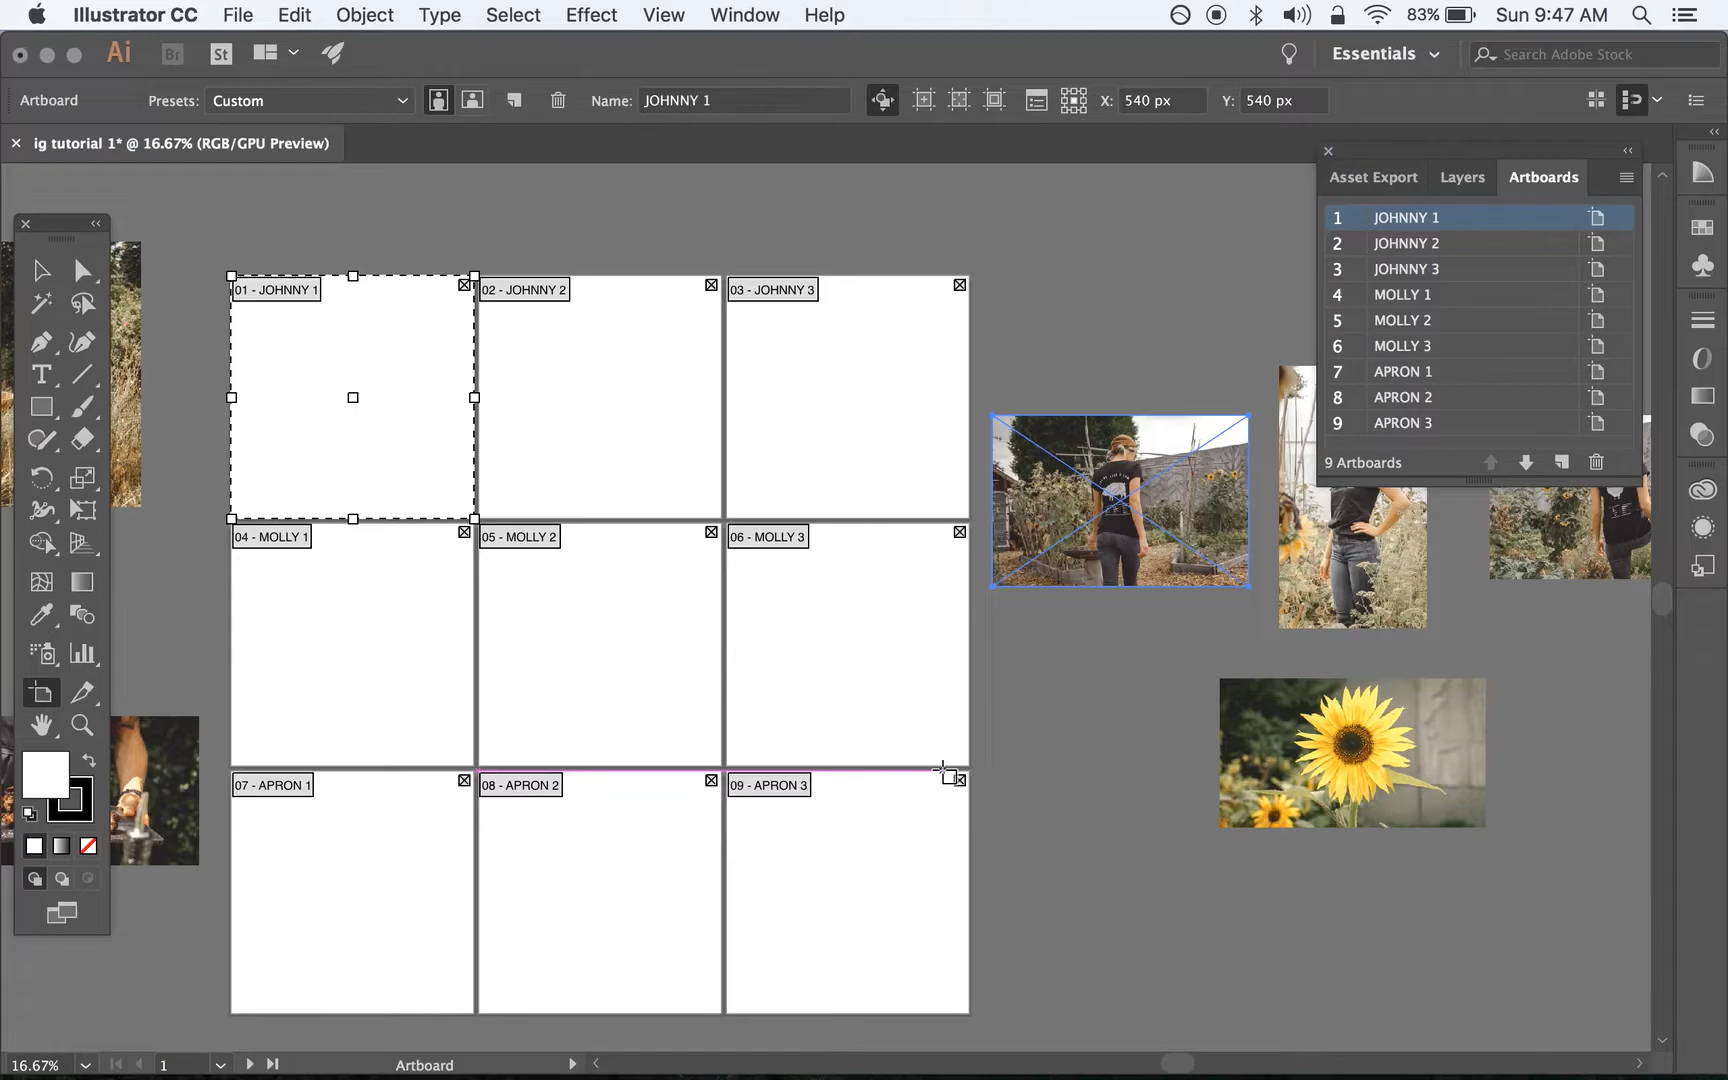 Illustrator CC File Edit Object Type Select Effect View Window Help 83% Sun 9:47 AM
Ai Br St Essentials Search Adobe Stock
Artboard Presets: Custom Name: JOHNNY 1 X: 540 px Y: 540 px
ig tutorial 1* @ 16.67% (RGB/GPU Preview)
Asset Export Layers Artboards
1 JOHNNY 1
2 JOHNNY 2
3 JOHNNY 3
4 MOLLY 1
5 MOLLY 2
6 MOLLY 3
7 APRON 1
8 APRON 2
9 APRON 3
9 Artboards
01 - JOHNNY 1
02 - JOHNNY 2
03 - JOHNNY 3
04 - MOLLY 1
05 - MOLLY 2
06 - MOLLY 3
07 - APRON 1
08 - APRON 2
09 - APRON 3
16.67% 1 Artboard